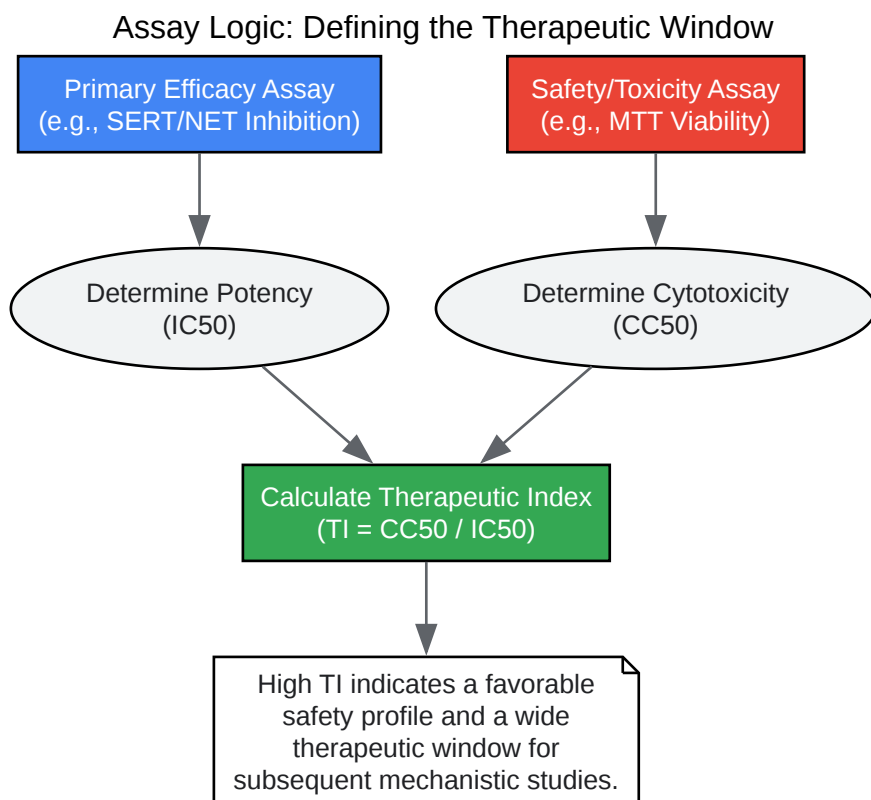 Assay Logic: Defining the Therapeutic Window
Primary Efficacy Assay
(e.g., SERT/NET Inhibition)
Safety/Toxicity Assay
(e.g., MTT Viability)
Determine Potency
(IC50)
Determine Cytotoxicity
(CC50)
Calculate Therapeutic Index
(TI = CC50 / IC50)
High TI indicates a favorable
safety profile and a wide
therapeutic window for
subsequent mechanistic studies.